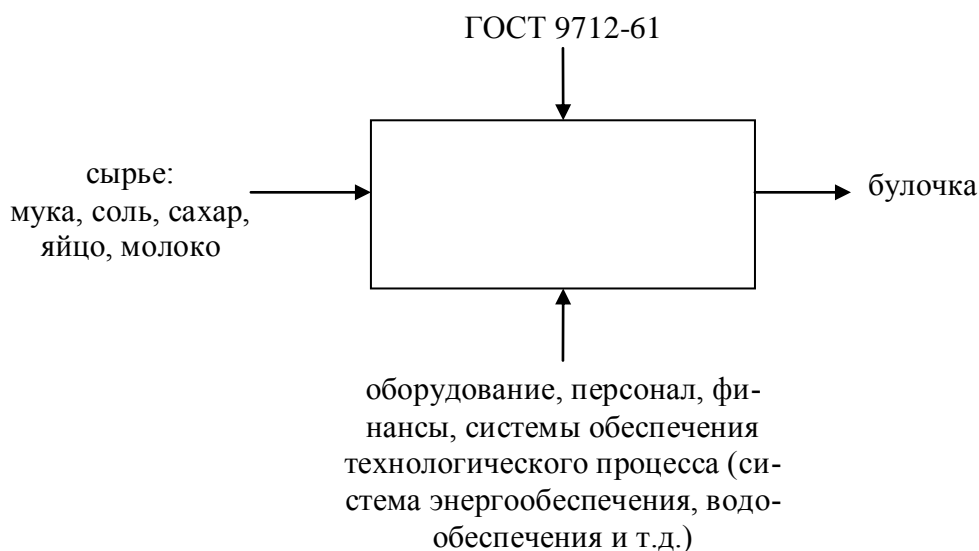 ГОСТ 9712-61
сырье:
мука, соль, сахар,
яйцо, молоко
булочка
оборудование, персонал, фи-
нансы, системы обеспечения
технологического процесса (си-
стема энергообеспечения, водо-
обеспечения и т.д.)